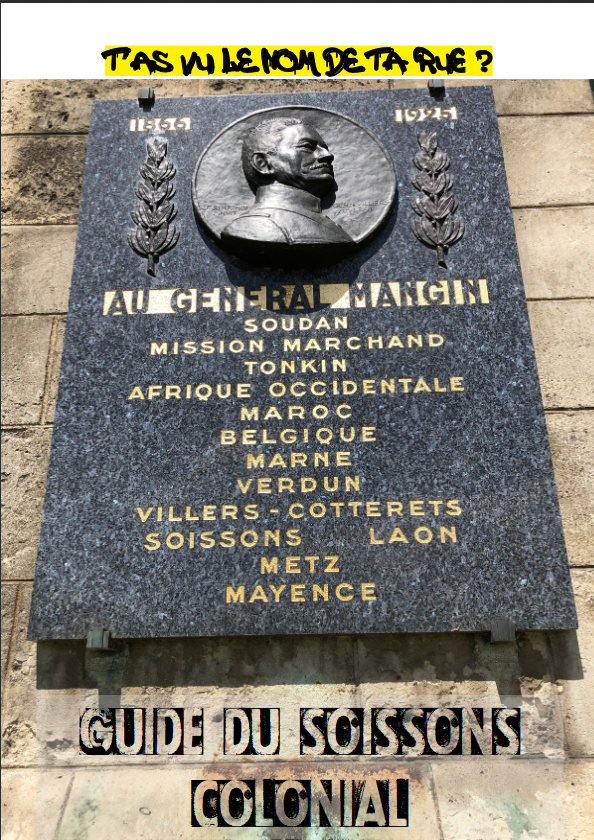 T'AS VU LE NOM DE TA RUE ?
1866 1925
AU GENERAL MANGIN
SOUDAN
MISSION MARCHAND
TONKIN
AFRIQUE OCCIDENTALE
MAROC
BELGIQUE
MARNE
VERDUN
VILLERS-COTTERETS
SOISSONS LAON
METZ
MAYENCE
GUIDE DU SOISSONS
COLONIAL